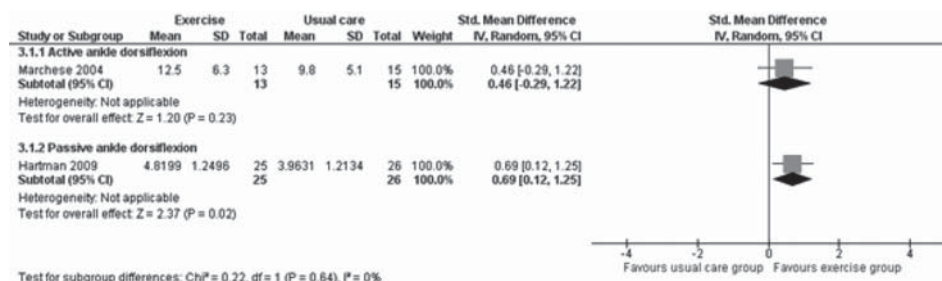 Exercise Usual care Std. Mean Difference Std. Mean Difference
Study or Subgroup Mean SD Total Mean SD Total Weight IV, Random, 95% CI IV, Random, 95% CI
3.1.1 Active ankle dorsiflexion
Marchese 2004 12.5 6.3 13 9.8 5.1 15 100.0% 0.46 [-0.29, 1.22]
Subtotal (95% CI) 13 15 100.0% 0.46 [-0.29, 1.22]
Heterogeneity: Not applicable
Test for overall effect: Z = 1.20 (P = 0.23)
3.1.2 Passive ankle dorsiflexion
Hartman 2009 4.8199 1.2496 25 3.9631 1.2134 26 100.0% 0.69 [0.12, 1.25]
Subtotal (95% CI) 25 26 100.0% 0.69 [0.12, 1.25]
Heterogeneity: Not applicable
Test for overall effect: Z = 2.37 (P = 0.02)
-4 -2 0 2 4
Favours usual care group Favours exercise group
Test for subgroup differences: Chi² = 0.22, df = 1 (P = 0.64), I² = 0%